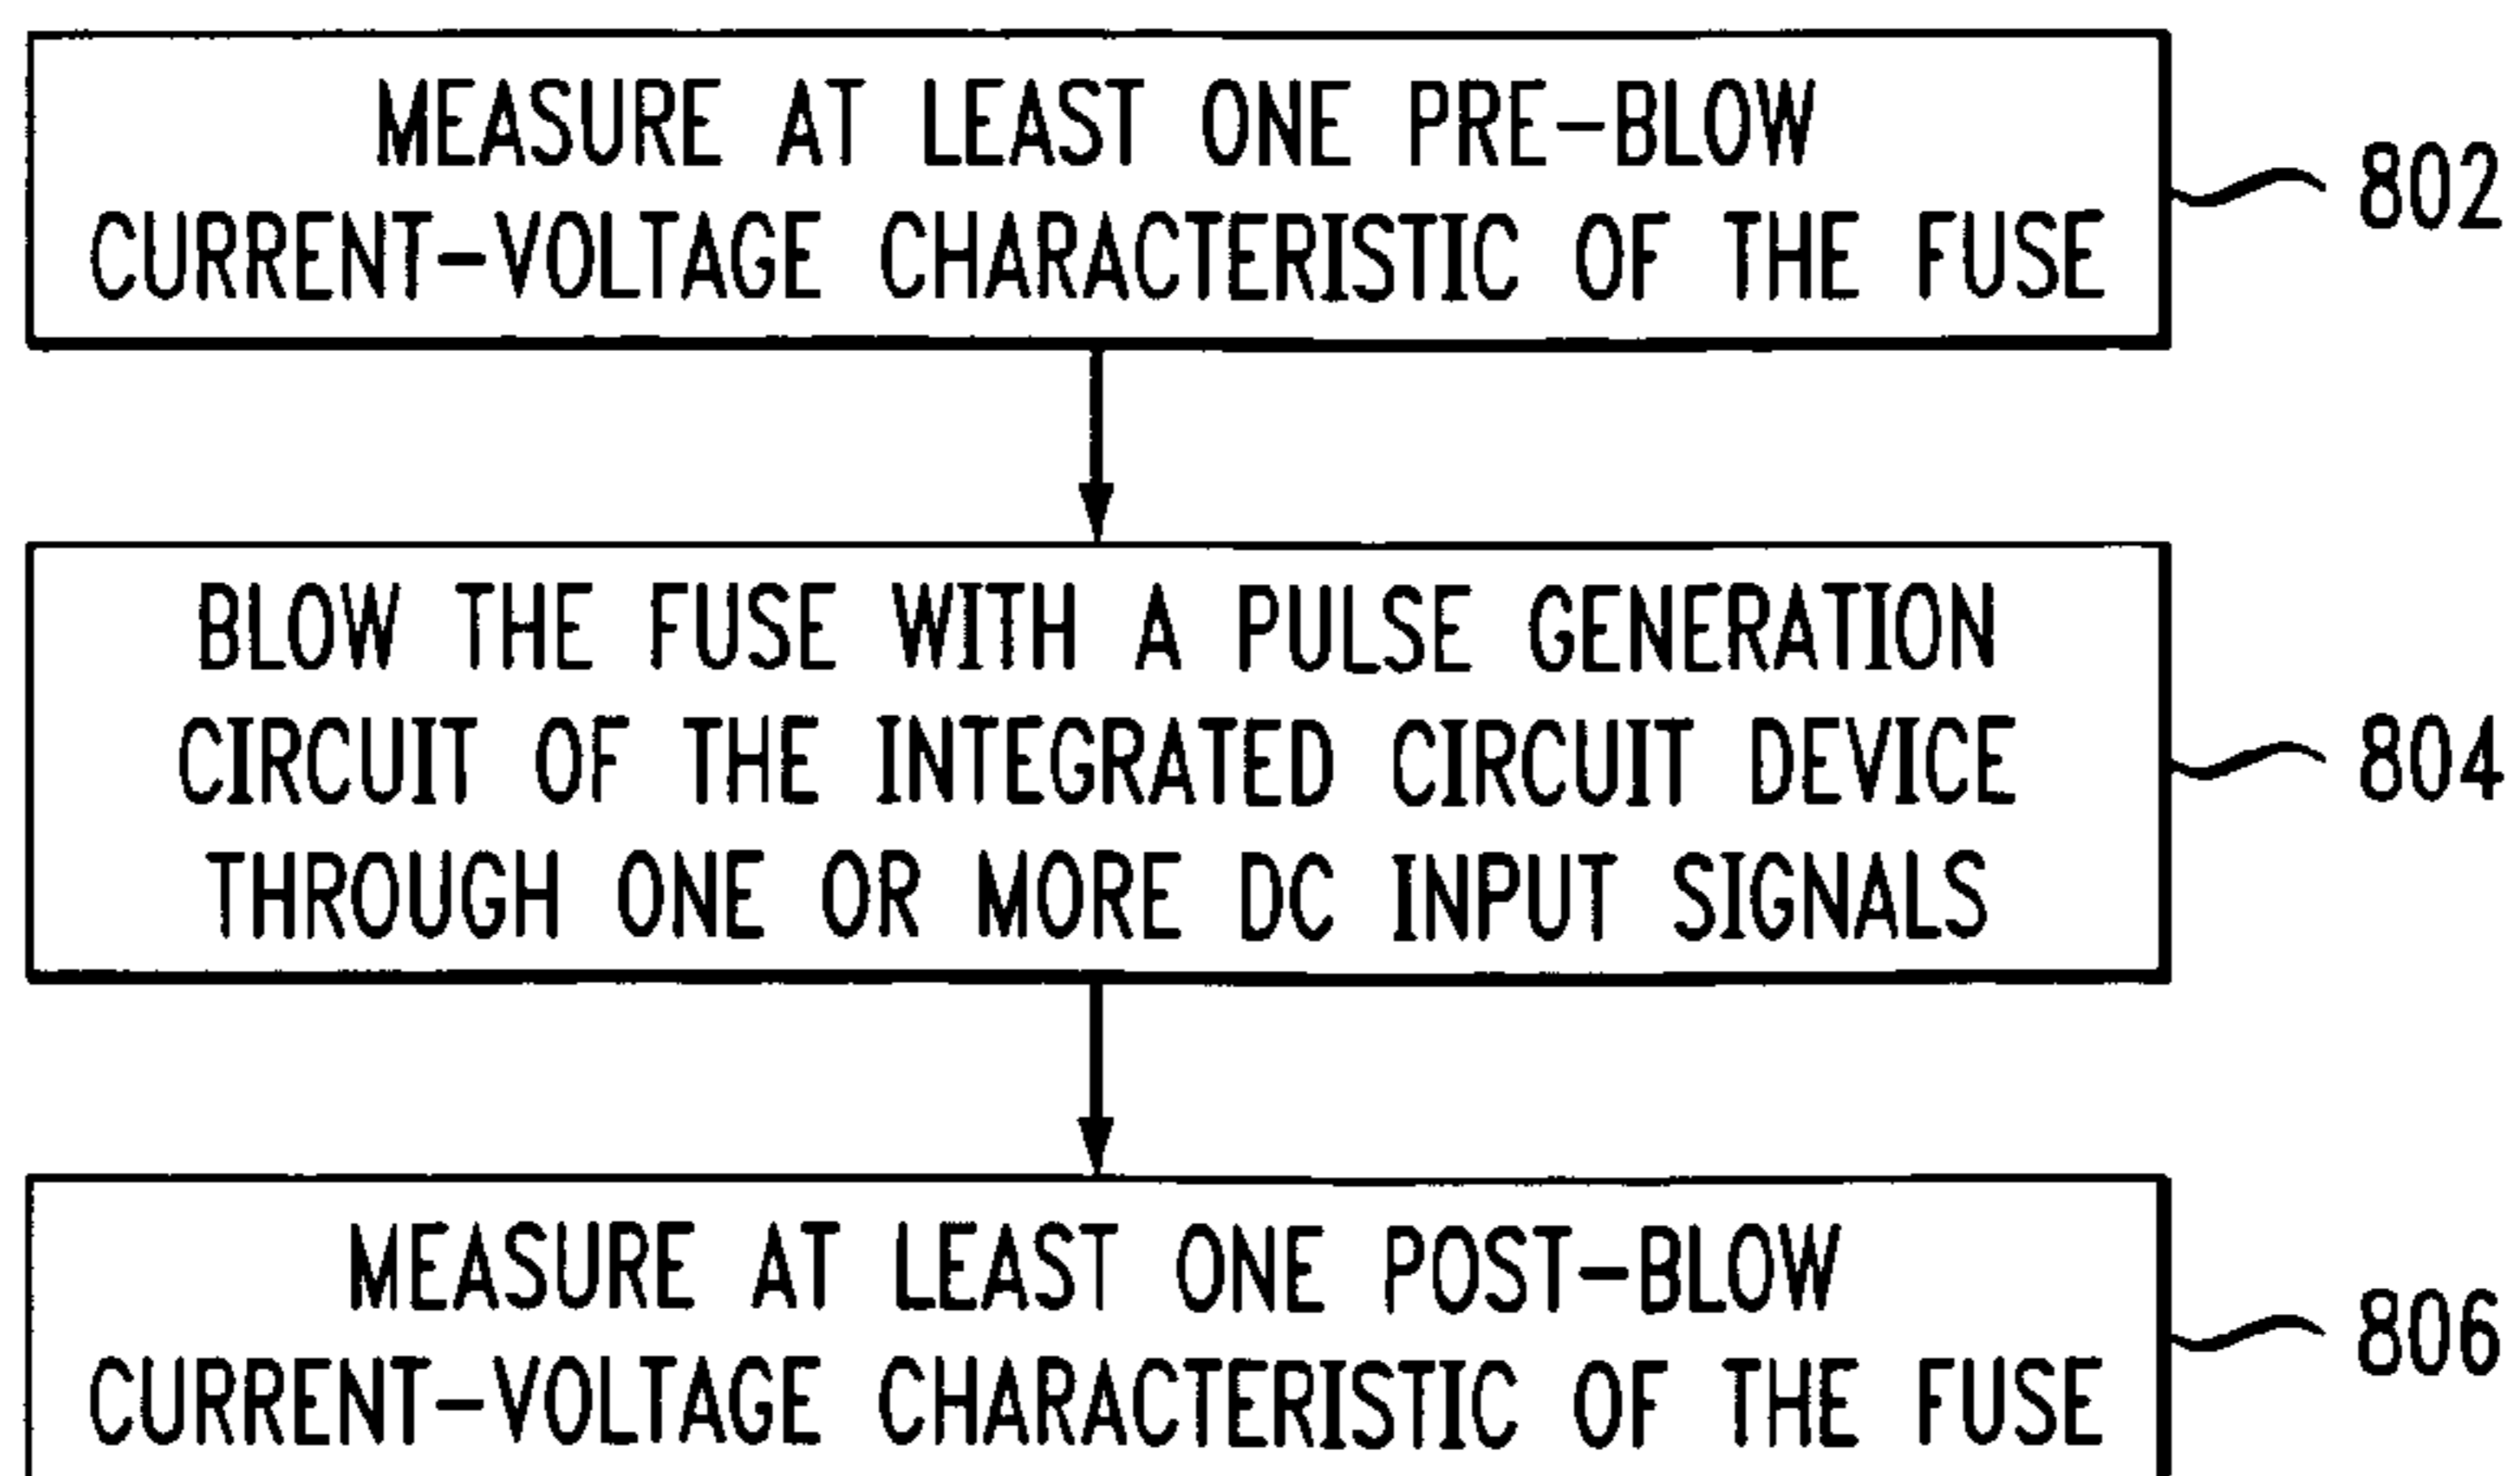 MEASURE AT LEAST ONE PRE-BLOW
CURRENT-VOLTAGE CHARACTERISTIC OF THE FUSE
802
BLOW THE FUSE WITH A PULSE GENERATION
CIRCUIT OF THE INTEGRATED CIRCUIT DEVICE
THROUGH ONE OR MORE DC INPUT SIGNALS
804
MEASURE AT LEAST ONE POST-BLOW
CURRENT-VOLTAGE CHARACTERISTIC OF THE FUSE
806